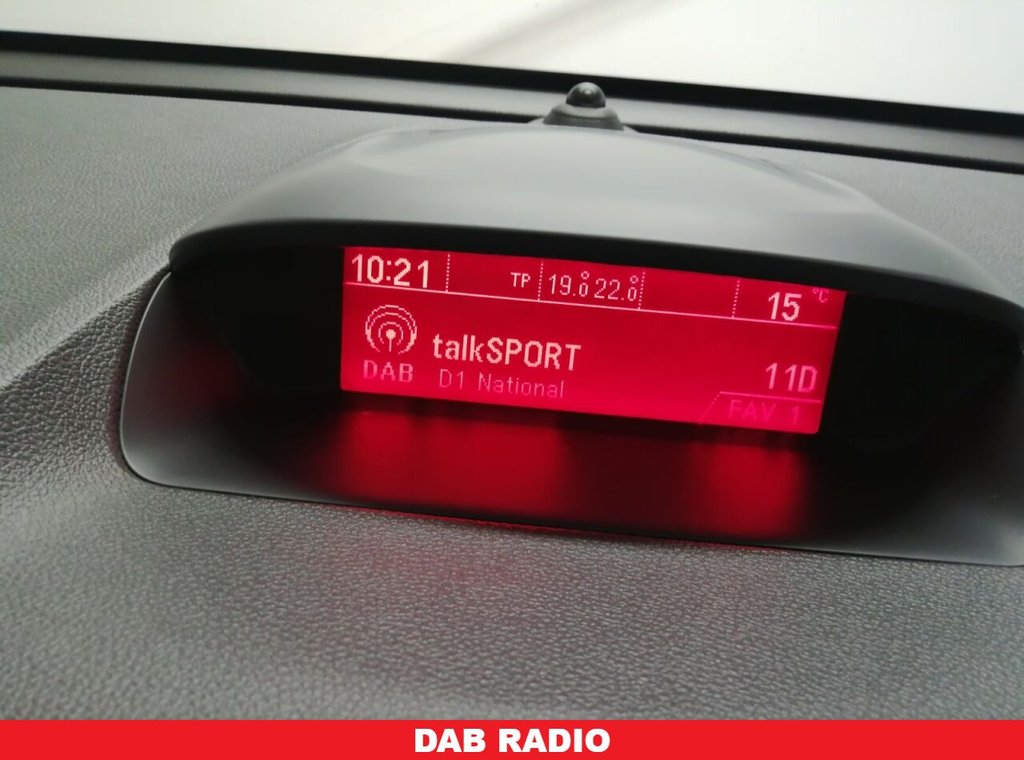 10:21 TP 19.0° 22.0° 15 °C
talkSPORT
DAB D1 National 11D
FAV 1
DAB RADIO